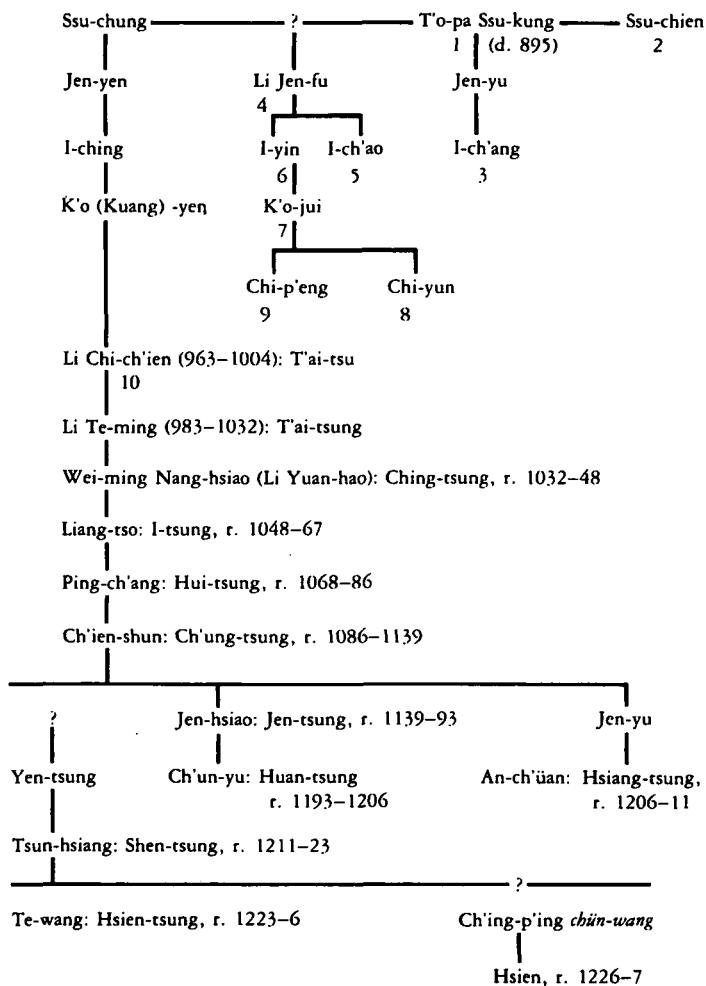 Ssu-chung ? T'o-pa Ssu-kung Ssu-chien
1 (d. 895) 2
Jen-yen Li Jen-fu Jen-yu
4
I-ching I-yin I-ch'ao I-ch'ang
6 5 3
K'o (Kuang) -yen K'o-jui
7
Chi-p'eng Chi-yun
9 8
Li Chi-ch'ien (963–1004): T'ai-tsu
10
Li Te-ming (983–1032): T'ai-tsung
Wei-ming Nang-hsiao (Li Yuan-hao): Ching-tsung, r. 1032–48
Liang-tso: I-tsung, r. 1048–67
Ping-ch'ang: Hui-tsung, r. 1068–86
Ch'ien-shun: Ch'ung-tsung, r. 1086–1139
? Jen-hsiao: Jen-tsung, r. 1139–93 Jen-yu
Yen-tsung Ch'un-yu: Huan-tsung An-ch'üan: Hsiang-tsung,
r. 1193–1206 r. 1206–11
Tsun-hsiang: Shen-tsung, r. 1211–23
?
Te-wang: Hsien-tsung, r. 1223–6 Ch'ing-p'ing chün-wang
Hsien, r. 1226–7